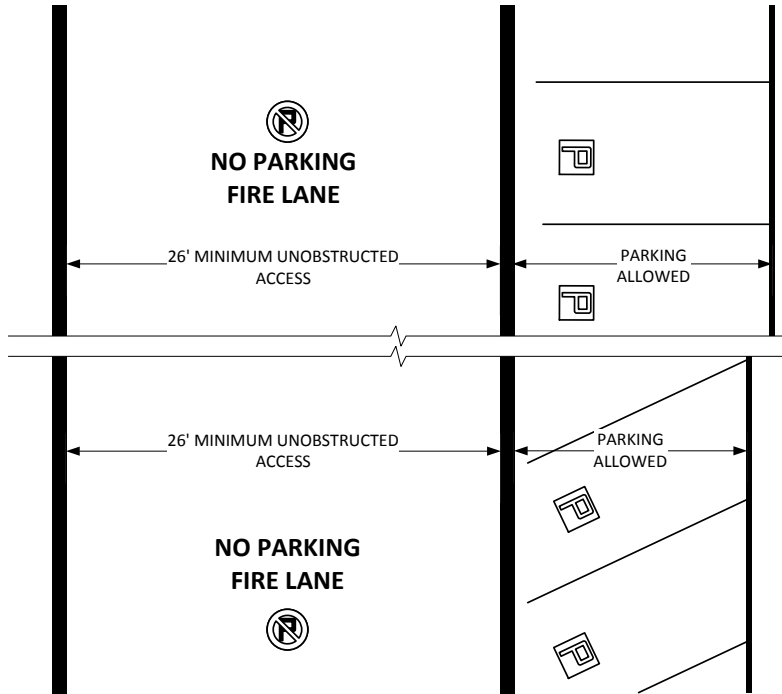 P
NO PARKING
FIRE LANE
P
26' MINIMUM UNOBSTRUCTED
ACCESS
PARKING
ALLOWED
P
26' MINIMUM UNOBSTRUCTED
ACCESS
PARKING
ALLOWED
P
NO PARKING
FIRE LANE
P
P